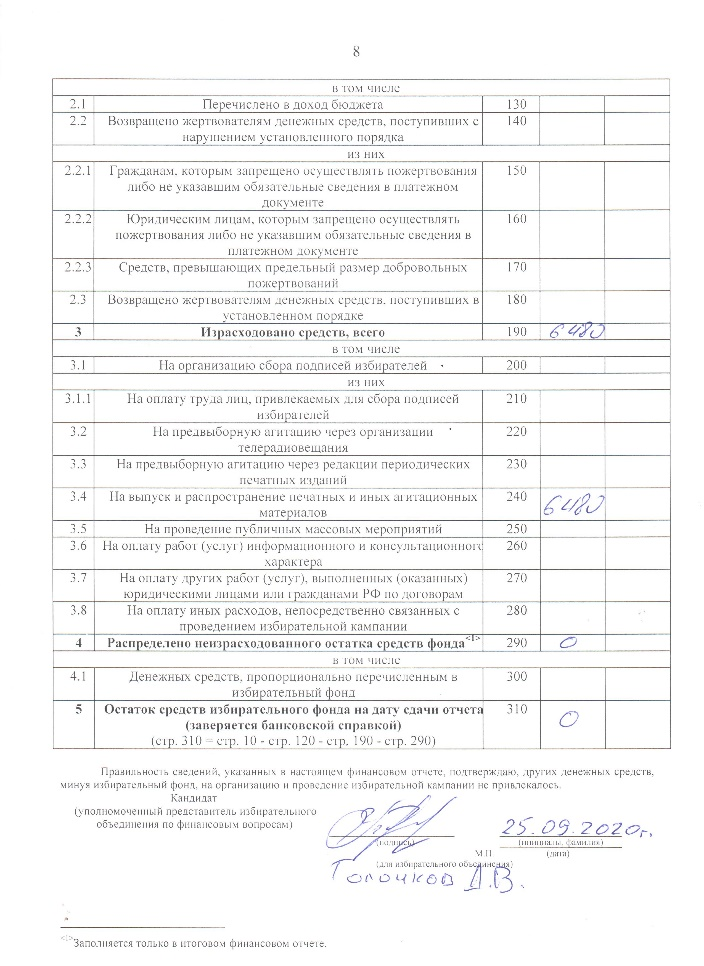 8
в том числе
2.1 Перечислено в доход бюджета 130
2.2 Возвращено жертвователям денежных средств, поступивших с 140
нарушением установленного порядка
из них
2.2.1 Гражданам, которым запрещено осуществлять пожертвования 150
либо не указавшим обязательные сведения в платежном
документе
2.2.2 Юридическим лицам, которым запрещено осуществлять 160
пожертвования либо не указавшим обязательные сведения в
платежном документе
2.2.3 Средств, превышающих предельный размер добровольных 170
пожертвований
2.3 Возвращено жертвователям денежных средств, поступивших в 180
установленном порядке
3 Израсходовано средств, всего 190 6480
в том числе
3.1 На организацию сбора подписей избирателей 200
из них
3.1.1 На оплату труда лиц, привлекаемых для сбора подписей 210
избирателей
3.2 На предвыборную агитацию через организации 220
телерадиовещания
3.3 На предвыборную агитацию через редакции периодических 230
печатных изданий
3.4 На выпуск и распространение печатных и иных агитационных 240 6480
материалов
3.5 На проведение публичных массовых мероприятий 250
3.6 На оплату работ (услуг) информационного и консультационного 260
характера
3.7 На оплату других работ (услуг), выполненных (оказанных) 270
юридическими лицами или гражданами РФ по договорам
3.8 На оплату иных расходов, непосредственно связанных с 280
проведением избирательной кампании
4 Распределено неизрасходованного остатка средств фонда<1> 290 0
в том числе
4.1 Денежных средств, пропорционально перечисленным в 300
избирательный фонд
5 Остаток средств избирательного фонда на дату сдачи отчета 310 0
(заверяется банковской справкой)
(стр. 310 = стр. 10 - стр. 120 - стр. 190 - стр. 290)
Правильность сведений, указанных в настоящем финансовом отчете, подтверждаю, других денежных средств,
минуя избирательный фонд, на организацию и проведение избирательной кампании не привлекалось.
Кандидат
(уполномоченный представитель избирательного
объединения по финансовым вопросам) 25.09.2020г.
(подпись) (инициалы, фамилия)
М.П (дата)
(для избирательного объединения)
Д.В.
<1>Заполняется только в итоговом финансовом отчете.